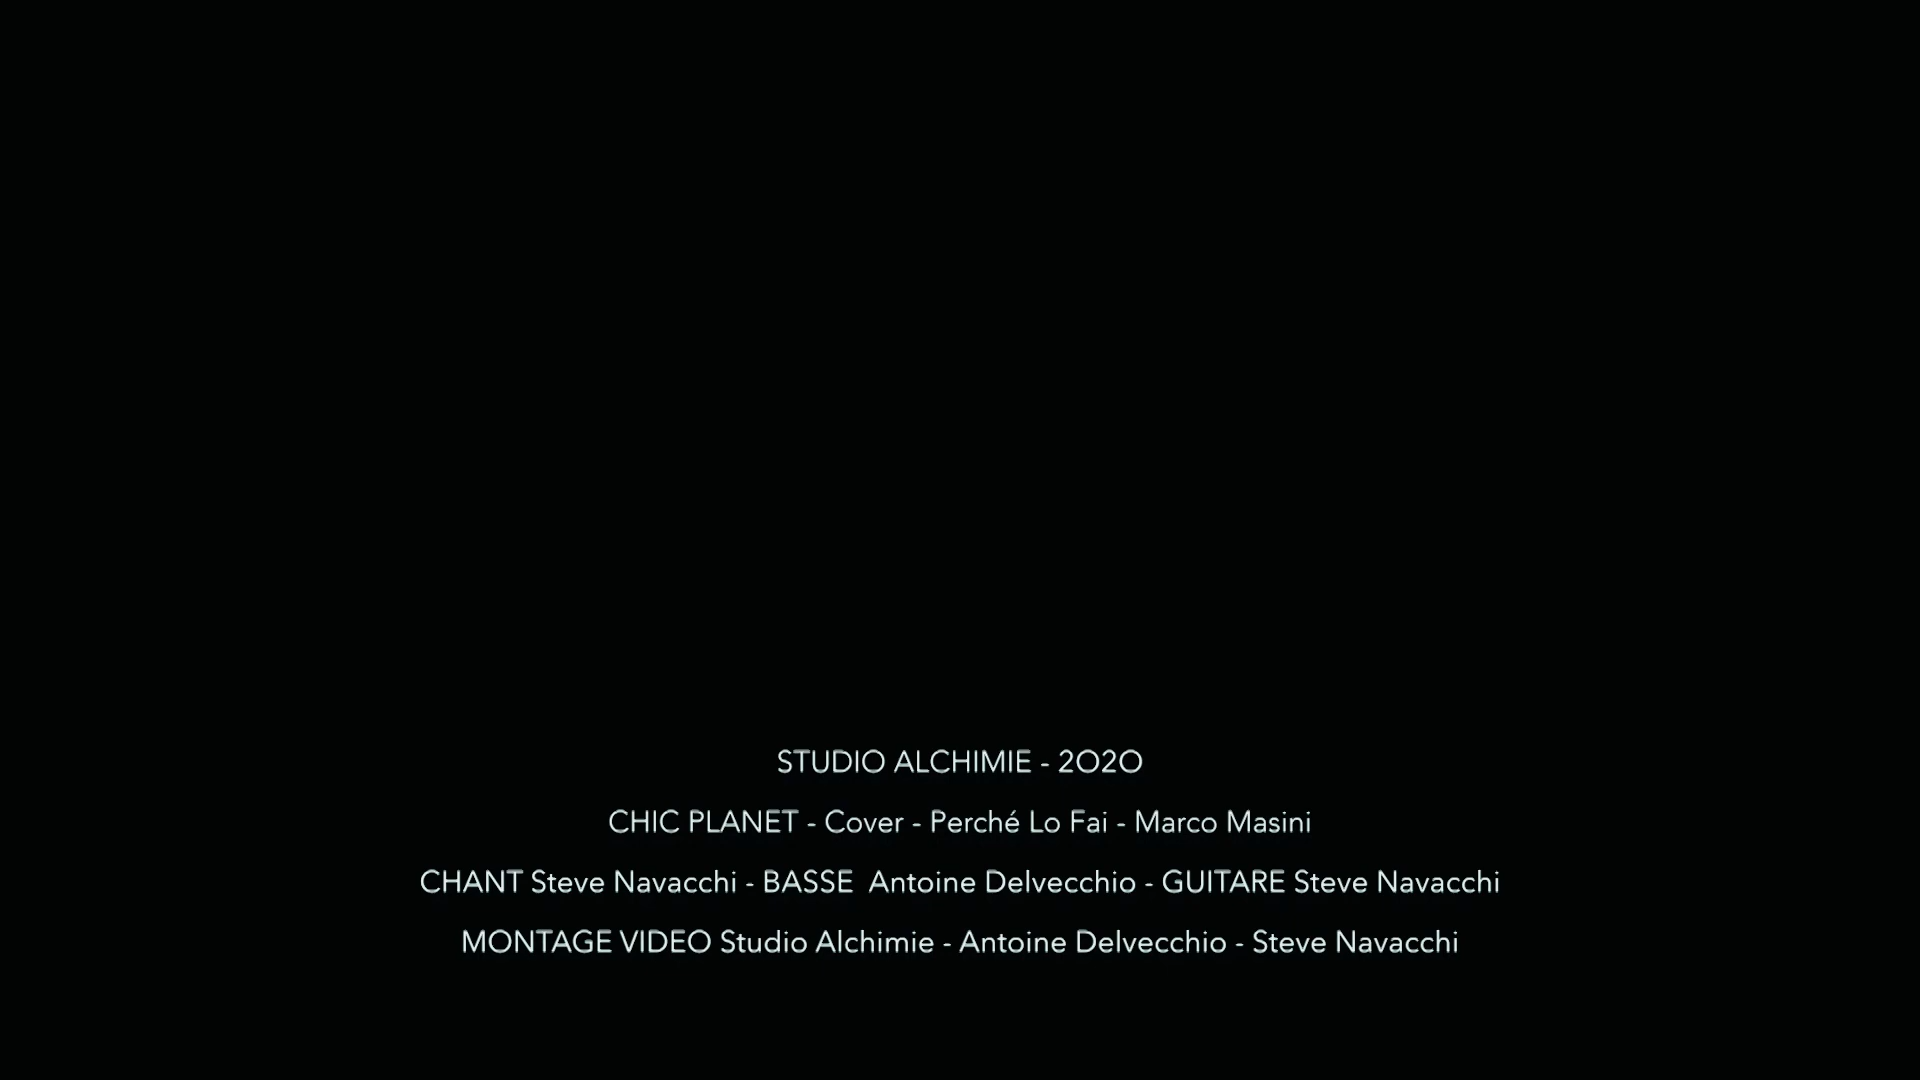 STUDIO ALCHIMIE - 2020
CHIC PLANET - Cover - Perché Lo Fai - Marco Masini
CHANT Steve Navacchi - BASSE  Antoine Delvecchio - GUITARE Steve Navacchi
MONTAGE VIDEO Studio Alchimie - Antoine Delvecchio - Steve Navacchi